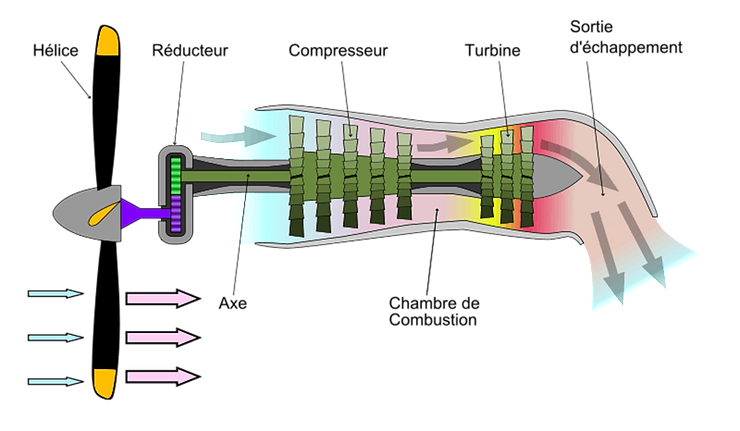 Hélice
Réducteur
Compresseur
Turbine
Sortie
d'échappement
Axe
Chambre de
Combustion